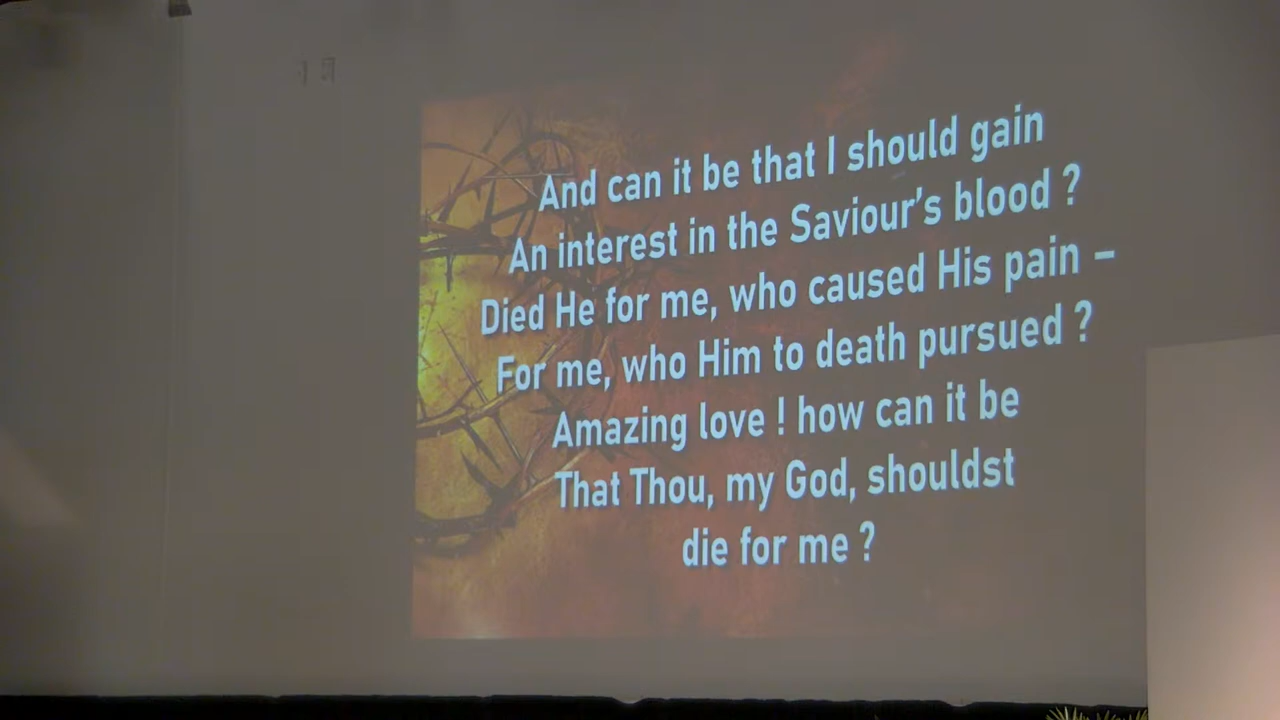 And can it be that I should gain
An interest in the Saviour's blood ?
Died He for me, who caused His pain –
For me, who Him to death pursued ?
Amazing love ! how can it be
That Thou, my God, shouldst
die for me ?